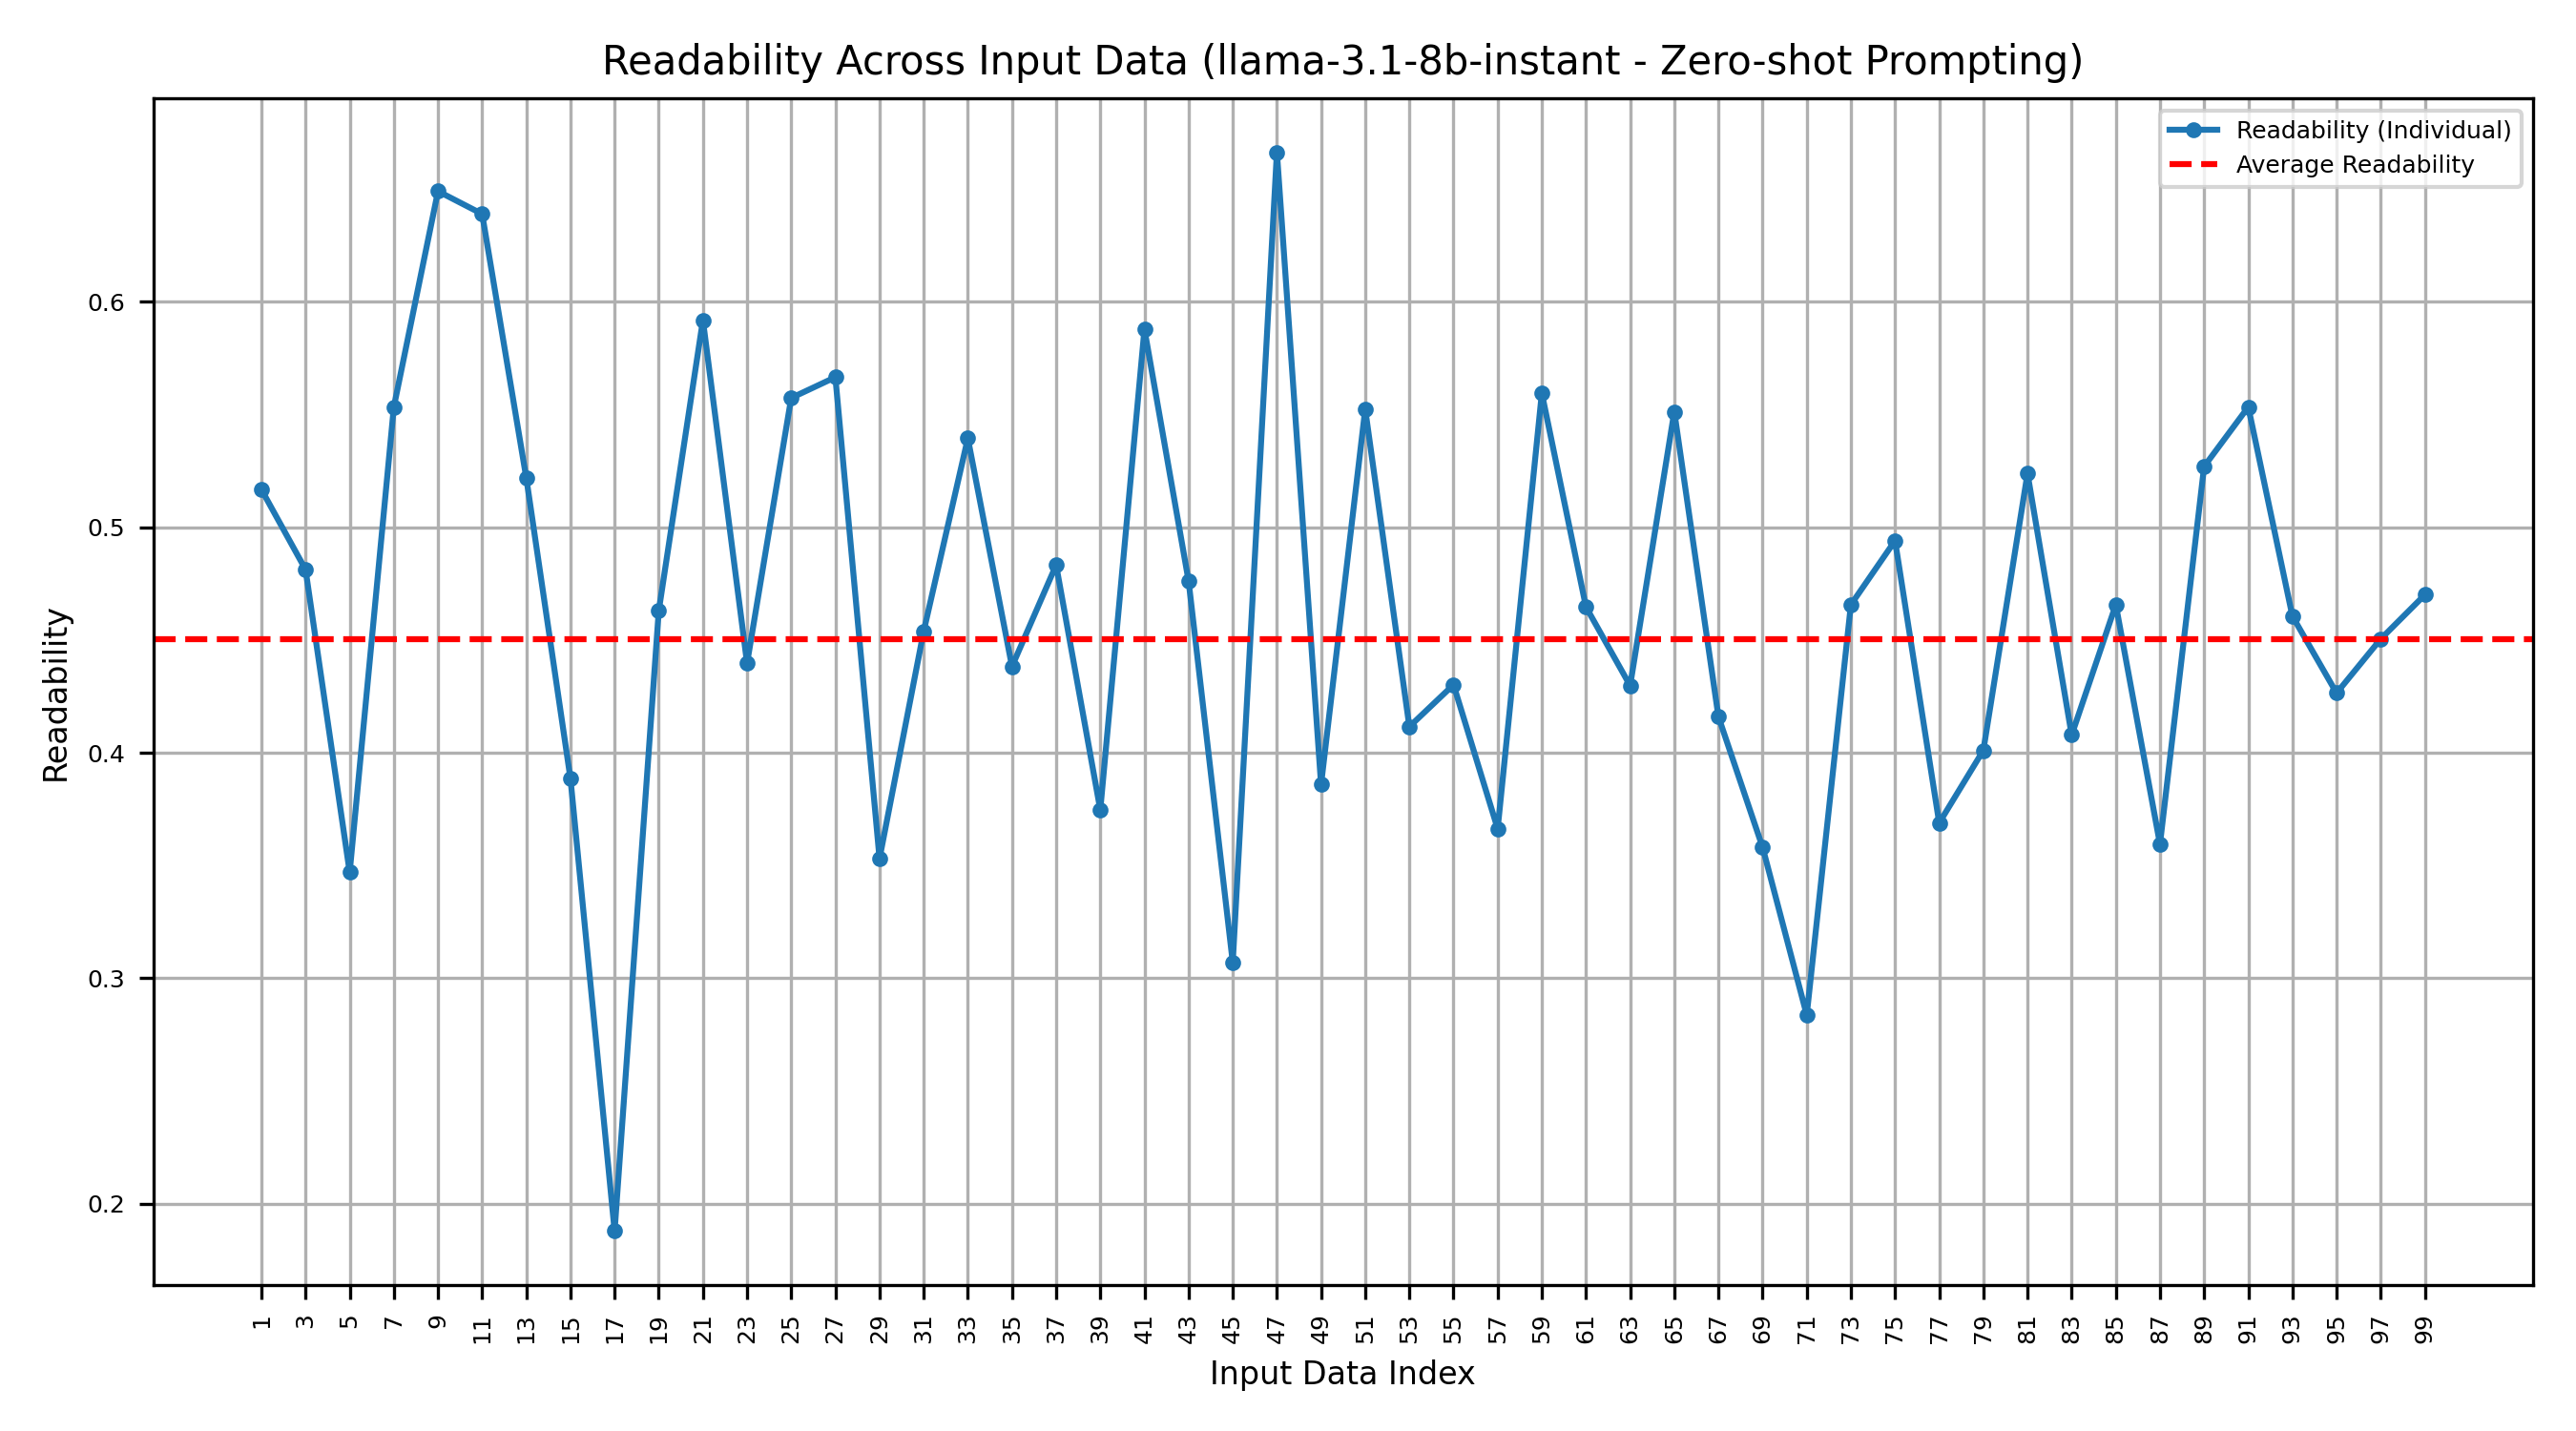 Readability Across Input Data (llama-3.1-8b-instant - Zero-shot Prompting)
Readability (Individual)
Average Readability
Readability
0.6
0.5
0.4
0.3
0.2
1 3 5 7 9 11 13 15 17 19 21 23 25 27 29 31 33 35 37 39 41 43 45 47 49 51 53 55 57 59 61 63 65 67 69 71 73 75 77 79 81 83 85 87 89 91 93 95 97 99
Input Data Index